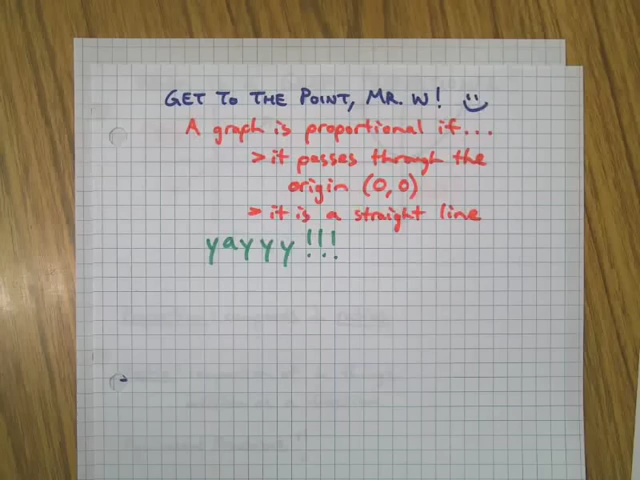 GET TO THE POINT, MR. W! 
A graph is proportional if...
> it passes through the
origin (0,0)
> it is a straight line
yayyy!!!